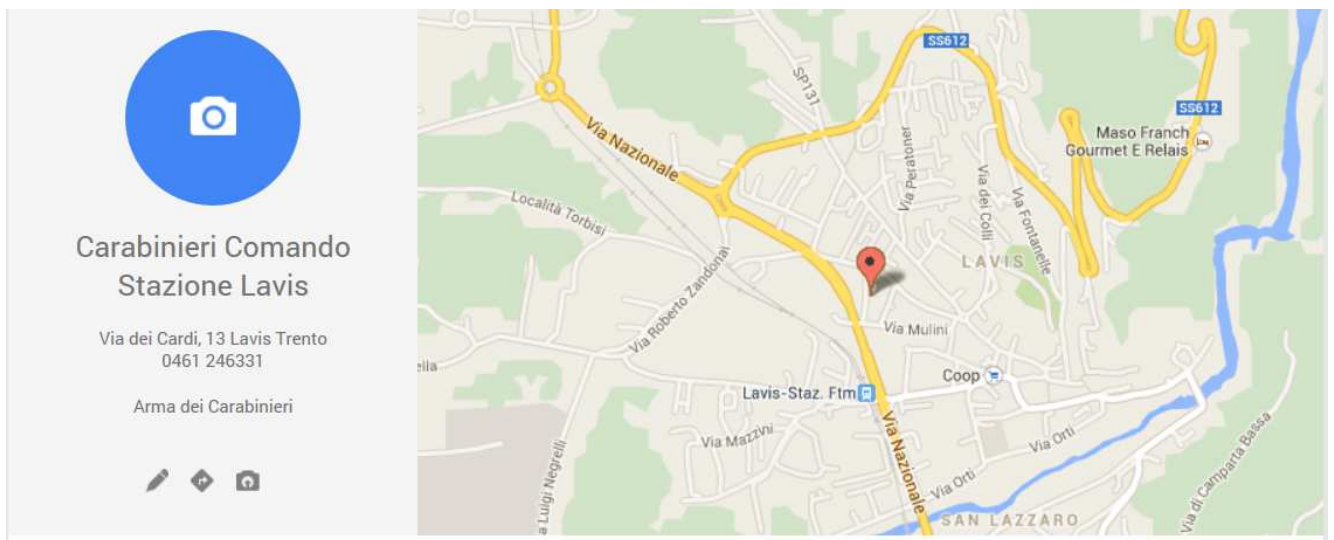 Carabinieri Comando
Stazione Lavis
Via dei Cardi, 13 Lavis Trento
0461 246331
Arma dei Carabinieri
SS612
SP131
SS612
Maso Franch
Gourmet E Relais
Via Nazionale
Via Peratoner
Via dei Colli
Via Fontanelle
Località Torbisi
LAVIS
Via Roberto Zandonai
Via Mulini
ella
Coop
Lavis-Staz. Ftm
Via Mazzini
Via Nazionale
Via Orti
Via Orti
a Luigi Negrelli
Via di Camparta Bassa
SAN LAZZARO